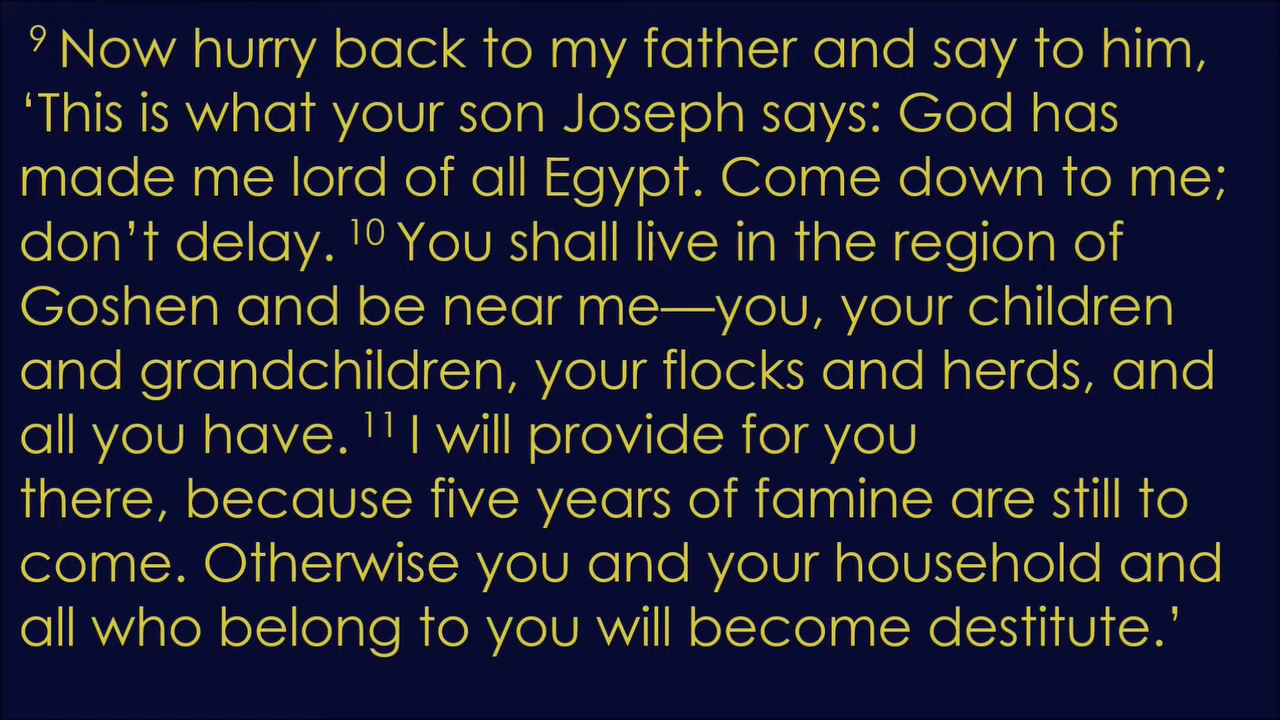 ⁹ Now hurry back to my father and say to him,
‘This is what your son Joseph says: God has
made me lord of all Egypt. Come down to me;
don’t delay. ¹⁰ You shall live in the region of
Goshen and be near me—you, your children
and grandchildren, your flocks and herds, and
all you have. ¹¹ I will provide for you
there, because five years of famine are still to
come. Otherwise you and your household and
all who belong to you will become destitute.’